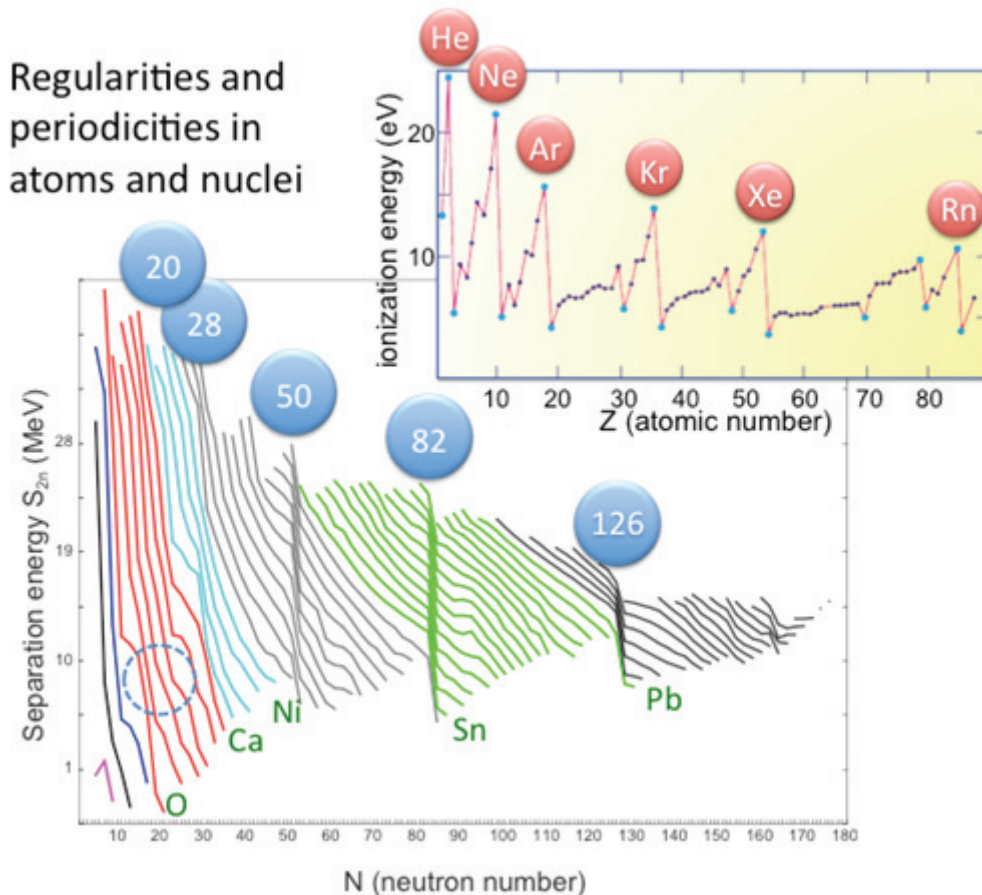 Regularities and
periodicities in
atoms and nuclei
He
Ne
Ar
Kr
Xe
Rn
ionization energy (eV)
20
10
10 20 30 40 50 60 70 80
Z (atomic number)
20
28
50
82
126
Separation energy S₂ₙ (MeV)
28
19
10
1
O
Ca
Ni
Sn
Pb
10 20 30 40 50 60 70 80 90 100 110 120 130 140 150 160 170 180
N (neutron number)